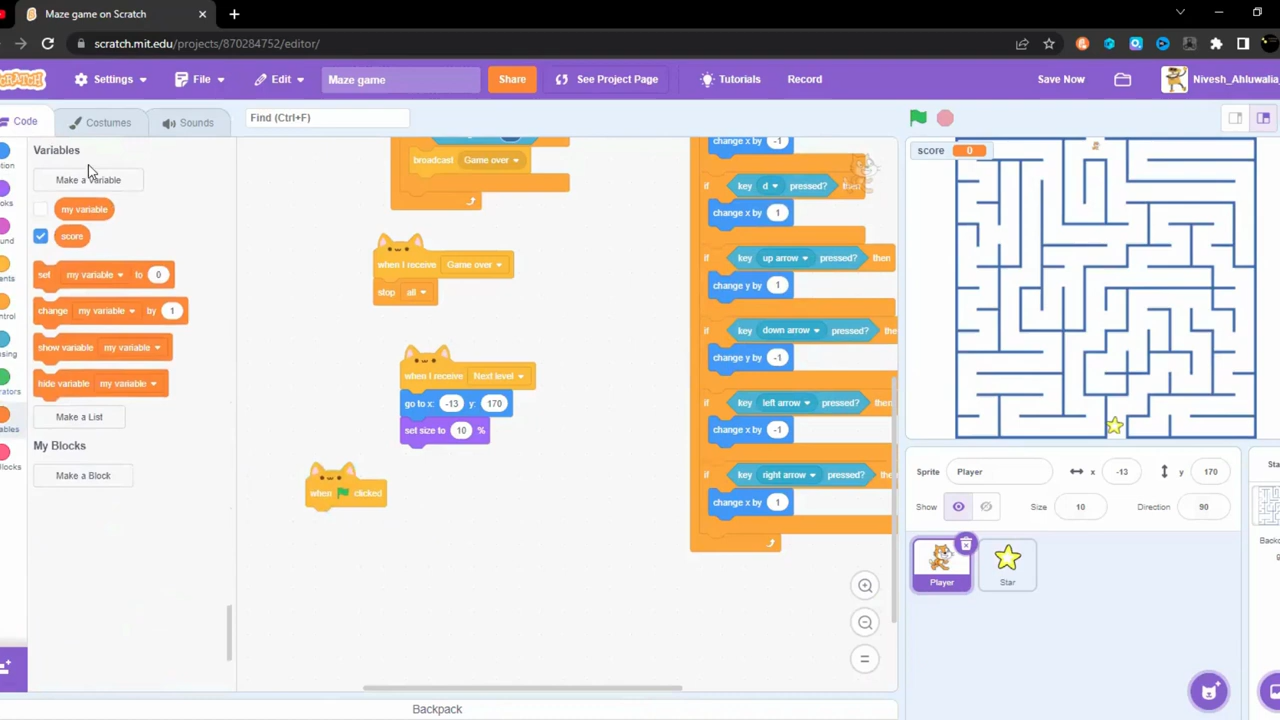 Maze game on Scratch
scratch.mit.edu/projects/870284752/editor/
SCRATCH Settings File Edit Maze game Share See Project Page Tutorials Record Save Now Nivesh_Ahluwalia
Code Costumes Sounds Find (Ctrl+F)
Variables
Make a Variable
my variable
score
set my variable to 0
change my variable by 1
show variable my variable
hide variable my variable
Make a List
My Blocks
Make a Block
broadcast Game over
when I receive Game over
stop all
when I receive Next level
go to x: -13 y: 170
set size to 10 %
when clicked
change x by -1
if key d pressed? then
change x by 1
if key up arrow pressed? then
change y by 1
if key down arrow pressed? the
change y by -1
if key left arrow pressed? then
change x by -1
if key right arrow pressed? the
change x by 1
score 0
Sprite Player x -13 y 170
Show Size 10 Direction 90
Player
Star
Sta
Backd
Backpack